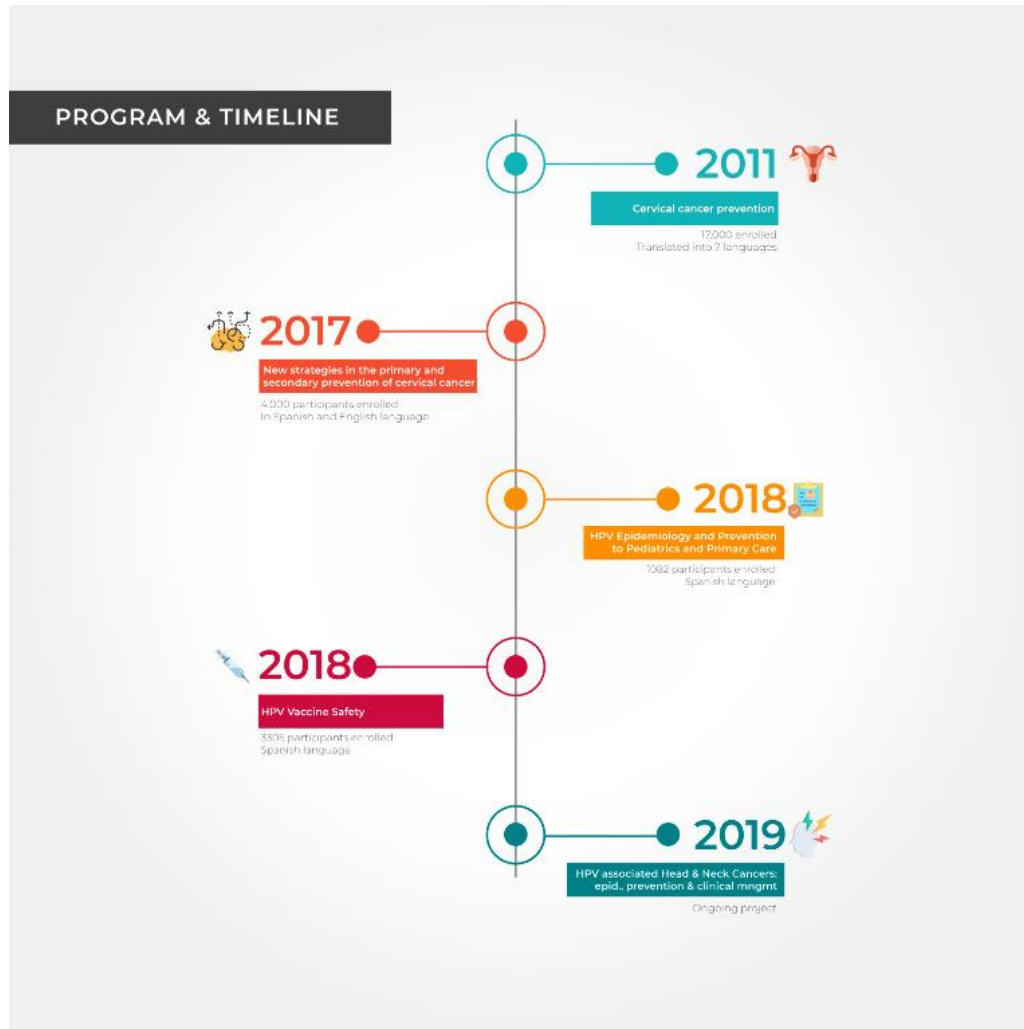 PROGRAM & TIMELINE
2011
Cervical cancer prevention
17.000 enrolled
Translated into 7 languages
2017
New strategies in the primary and
secondary prevention of cervical cancer
4.000 participants enrolled
In Spanish and English language
2018
HPV Epidemiology and Prevention
to Pediatrics and Primary Care
participants enrolled
Spanish language
2018
HPV Vaccine Safety
participants enrolled
Spanish language
2019
HPV associated Head & Neck Cancers:
epid., prevention & clinical mngmt
Ongoing project